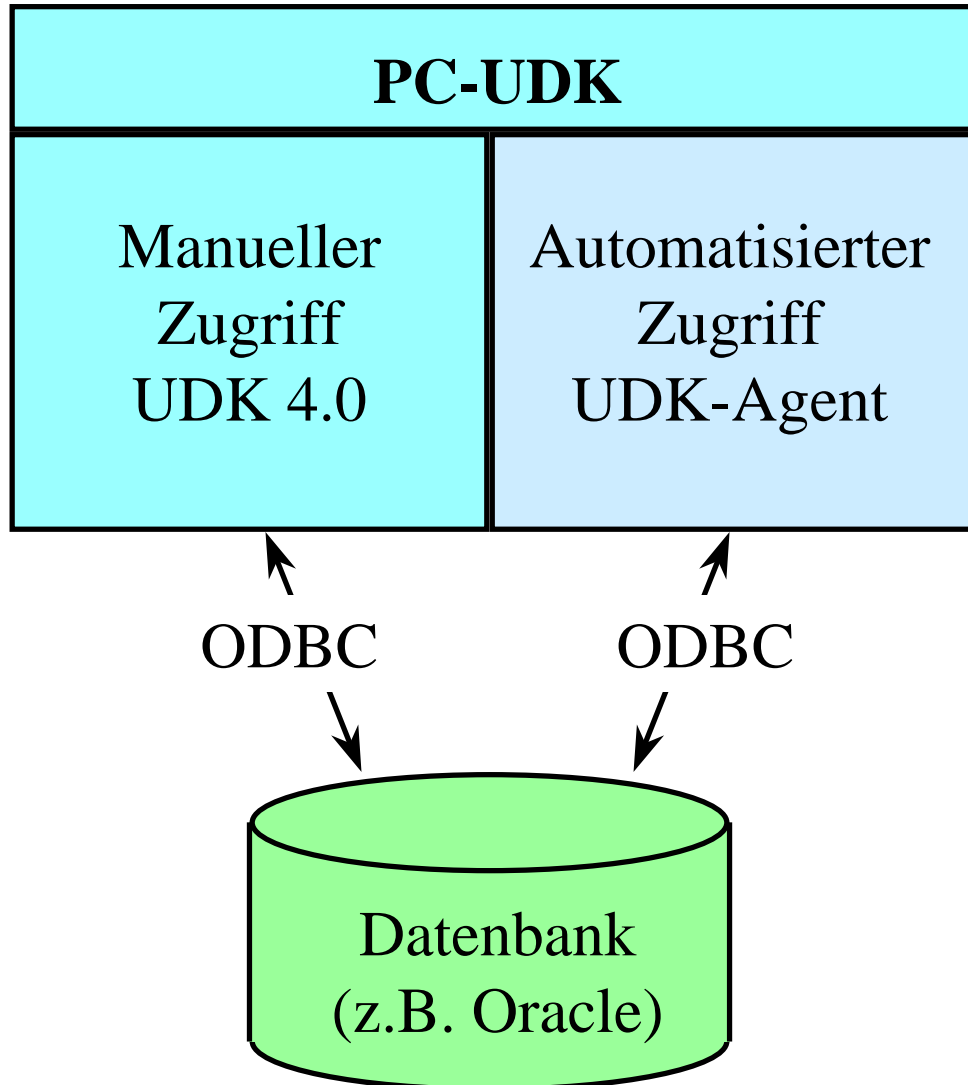 PC-UDK
Manueller
Zugriff
UDK 4.0
Automatisierter
Zugriff
UDK-Agent
ODBC
ODBC
Datenbank
(z.B. Oracle)